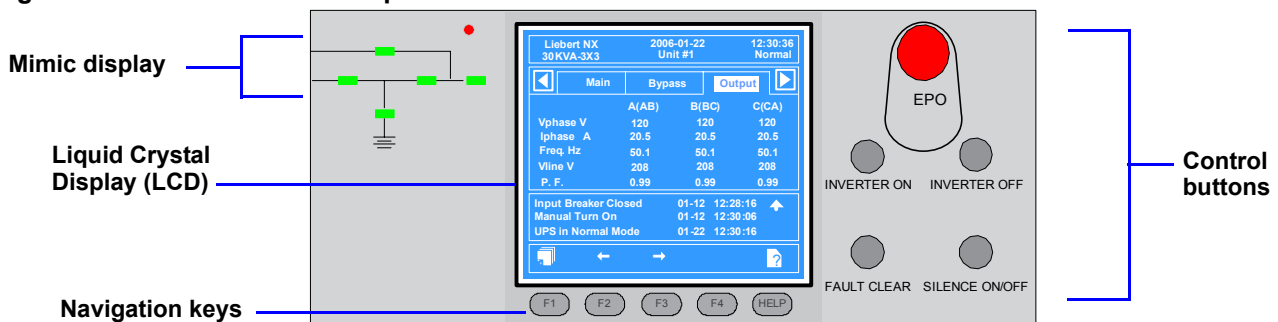 Mimic display
Liquid Crystal
Display (LCD)
Navigation keys
Liebert NX 2006-01-22 12:30:36
30KVA-3X3 Unit #1 Normal
Main Bypass Output
A(AB) B(BC) C(CA)
Vphase V 120 120 120
Iphase A 20.5 20.5 20.5
Freq. Hz 50.1 50.1 50.1
Vline V 208 208 208
P. F. 0.99 0.99 0.99
Input Breaker Closed 01-12 12:28:16
Manual Turn On 01-12 12:30:06
UPS in Normal Mode 01-22 12:30:16
?
F1 F2 F3 F4 HELP
EPO
INVERTER ON INVERTER OFF
FAULT CLEAR SILENCE ON/OFF
Control
buttons